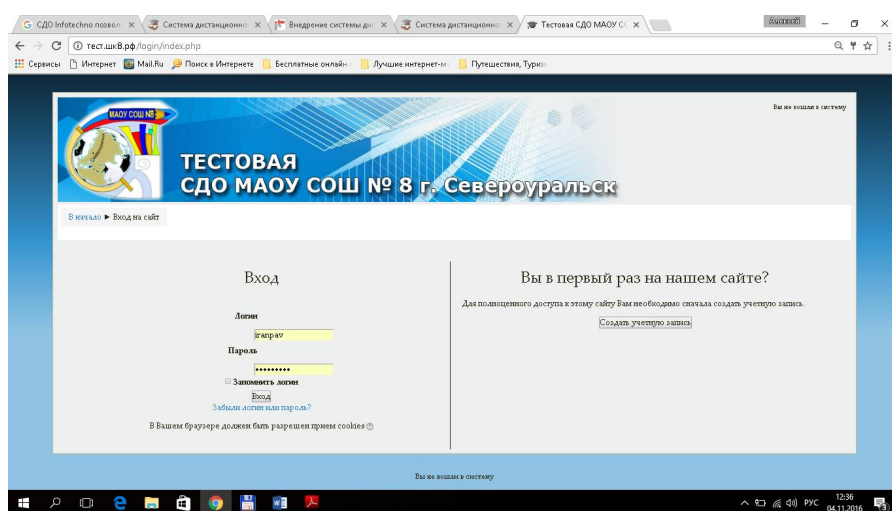 СДО Infotechno позвол
Система дистанционно
Внедрение системы дис
Система дистанционно
Тестовая СДО МАОУ СО
тест.шк8.рф/login/index.php
Сервисы
Интернет
Mail.Ru
Поиск в Интернете
Бесплатные онлайн
Лучшие интернет-ма
Путешествия, Туриз
Вы не вошли в систему
МАОУ СОШ №8
ТЕСТОВАЯ
СДО МАОУ СОШ № 8 г. Североуральск
В начало ► Вход на сайт
Вход
Логин
iranpav
Пароль
•••••••••
Запомнить логин
Вход
Забыли логин или пароль?
В Вашем браузере должен быть разрешен прием cookies
Вы в первый раз на нашем сайте?
Для полноценного доступа к этому сайту Вам необходимо сначала создать учетную запись.
Создать учетную запись
Вы не вошли в систему
РУС
12:36
04.11.2016